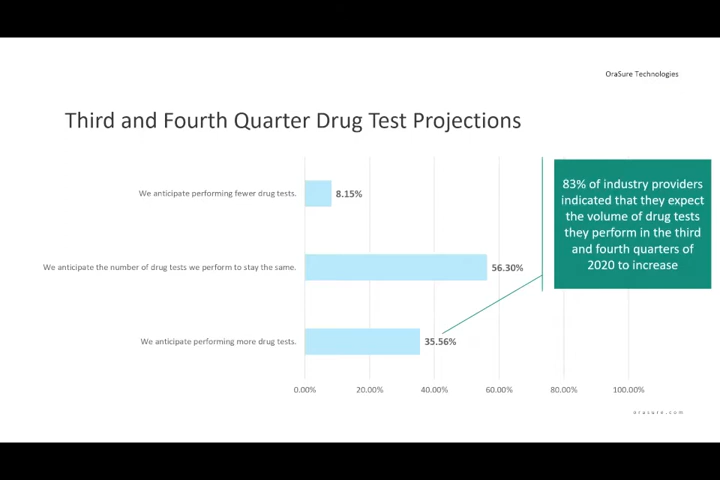 OraSure Technologies
Third and Fourth Quarter Drug Test Projections
We anticipate performing fewer drug tests.
8.15%
We anticipate the number of drug tests we perform to stay the same.
56.30%
We anticipate performing more drug tests.
35.56%
83% of industry providers
indicated that they expect
the volume of drug tests
they perform in the third
and fourth quarters of
2020 to increase
0.00%
20.00%
40.00%
60.00%
80.00%
100.00%
orasure.com